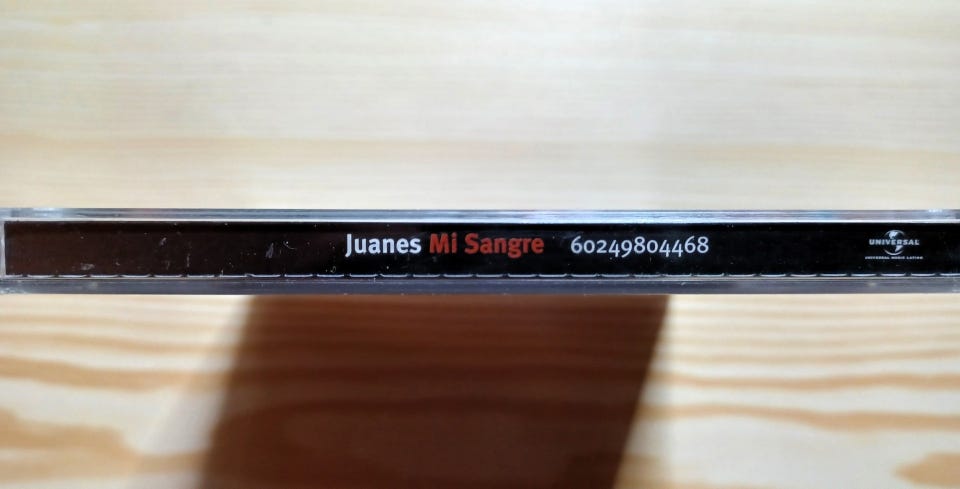 Juanes Mi Sangre 60249804468
UNIVERSAL
UNIVERSAL MUSIC LATINO